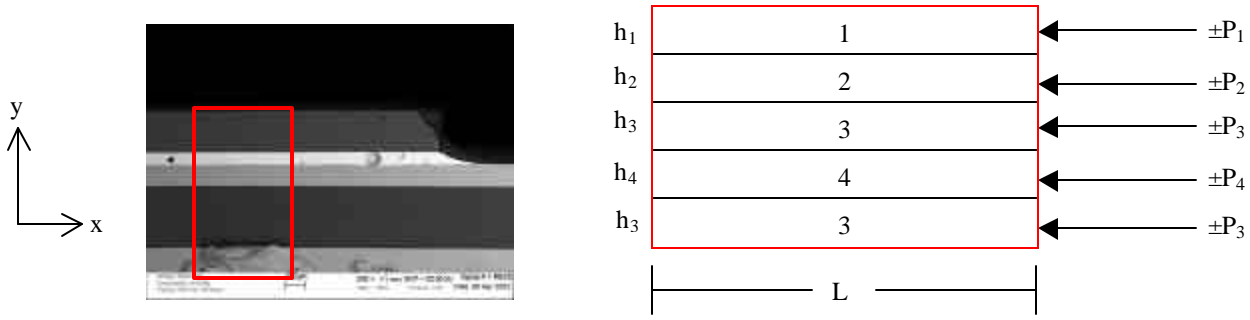 y
x
h₁ 1 ±P₁
h₂ 2 ±P₂
h₃ 3 ±P₃
h₄ 4 ±P₄
h₃ 3 ±P₃
L